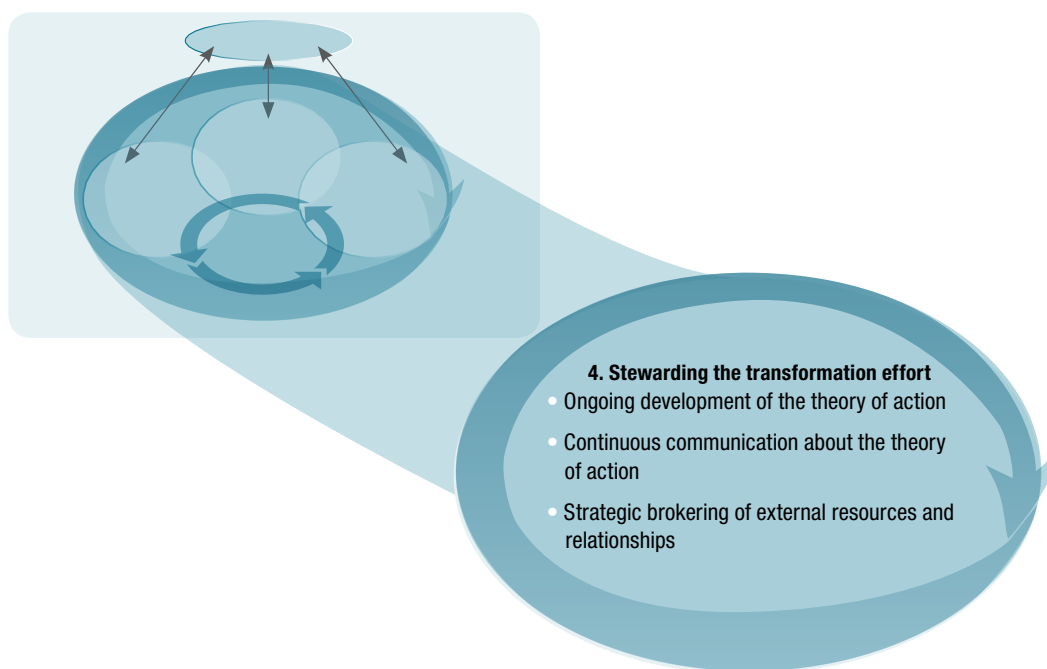 4. Stewarding the transformation effort
• Ongoing development of the theory of action
• Continuous communication about the theory
of action
• Strategic brokering of external resources and
relationships